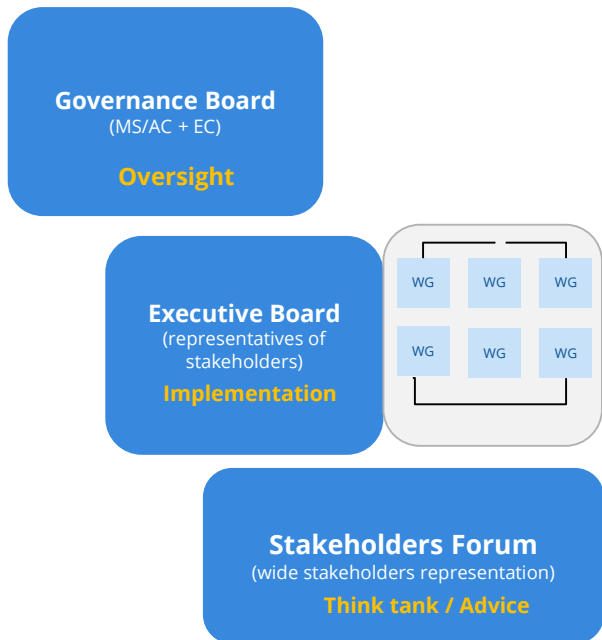 Governance Board
(MS/AC + EC)
Oversight
Executive Board
(representatives of
stakeholders)
Implementation
WG WG WG
WG WG WG
Stakeholders Forum
(wide stakeholders representation)
Think tank / Advice